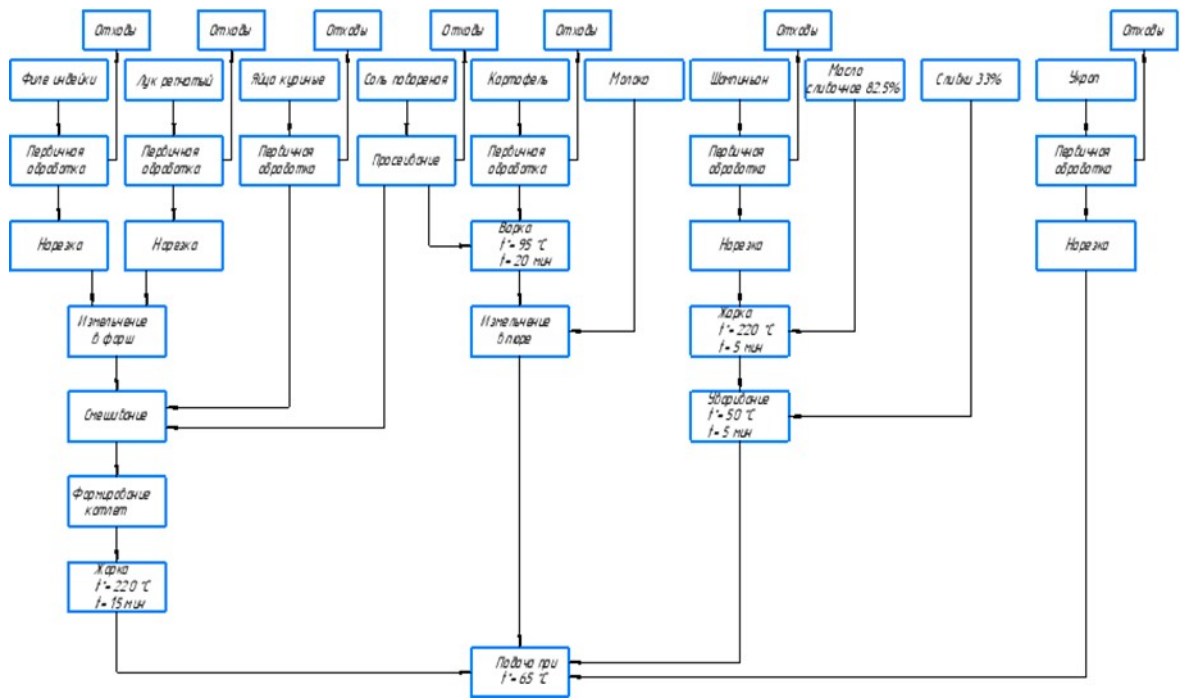 Отходы
Отходы
Отходы
Отходы
Отходы
Отходы
Отходы
Филе индейки
Лук репчатый
Яйца куриные
Соль повареная
Картофель
Молоко
Шампиньон
Масло
сливочное 82.5%
Сливки 33%
Укроп
Первичная
обработка
Первичная
обработка
Первичная
обработка
Просеивание
Первичная
обработка
Первичная
обработка
Первичная
обработка
Нарезка
Нарезка
Варка
t°= 95 °C
t= 20 мин
Нарезка
Нарезка
Измельчение
в фарш
Измельчение
в пюре
Жарка
t°= 220 °C
t= 5 мин
Смешивание
Уваривание
t°= 50 °C
t= 5 мин
Формирование
котлет
Жарка
t°= 220 °C
t= 15 мин
Подача при
t°= 65 °C